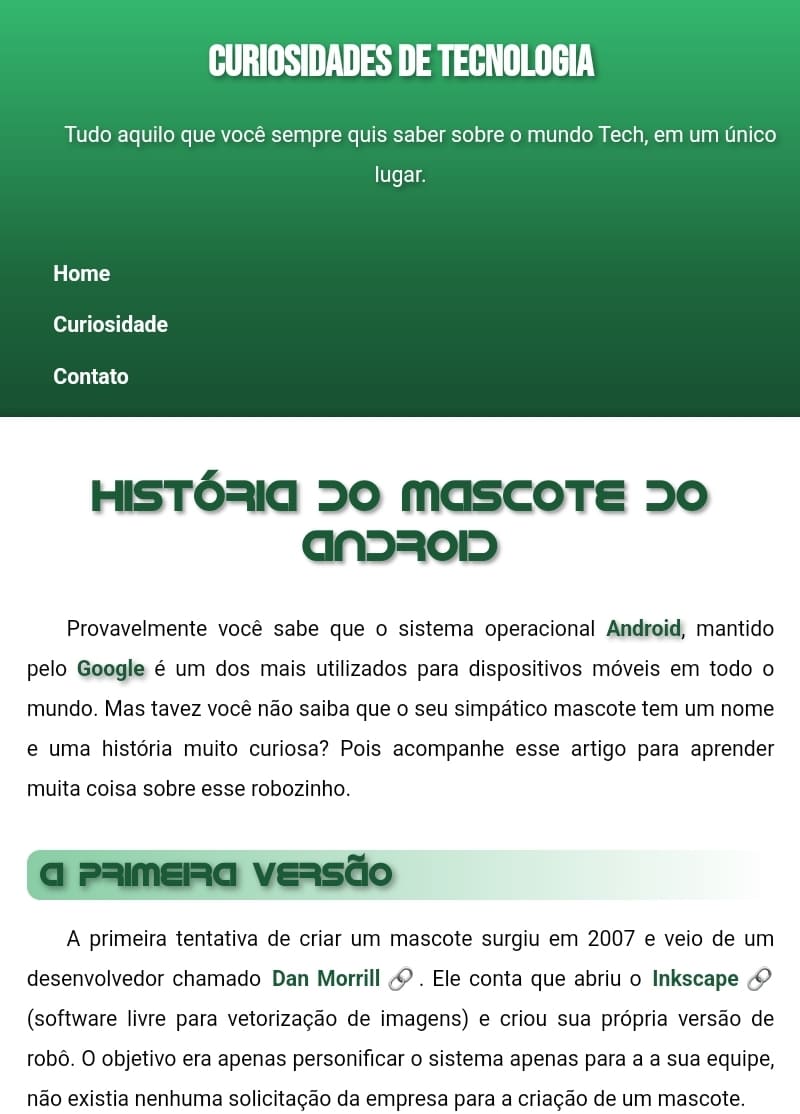 CURIOSIDADES DE TECNOLOGIA
Tudo aquilo que você sempre quis saber sobre o mundo Tech, em um único
lugar.
Home
Curiosidade
Contato
HISTÓRIA DO MASCOTE DO
ANDROID
Provavelmente você sabe que o sistema operacional Android, mantido
pelo Google é um dos mais utilizados para dispositivos móveis em todo o
mundo. Mas tavez você não saiba que o seu simpático mascote tem um nome
e uma história muito curiosa? Pois acompanhe esse artigo para aprender
muita coisa sobre esse robozinho.
A PRIMEIRA VERSÃO
A primeira tentativa de criar um mascote surgiu em 2007 e veio de um
desenvolvedor chamado Dan Morrill 🔗. Ele conta que abriu o Inkscape 🔗
(software livre para vetorização de imagens) e criou sua própria versão de
robô. O objetivo era apenas personificar o sistema apenas para a a sua equipe,
não existia nenhuma solicitação da empresa para a criação de um mascote.